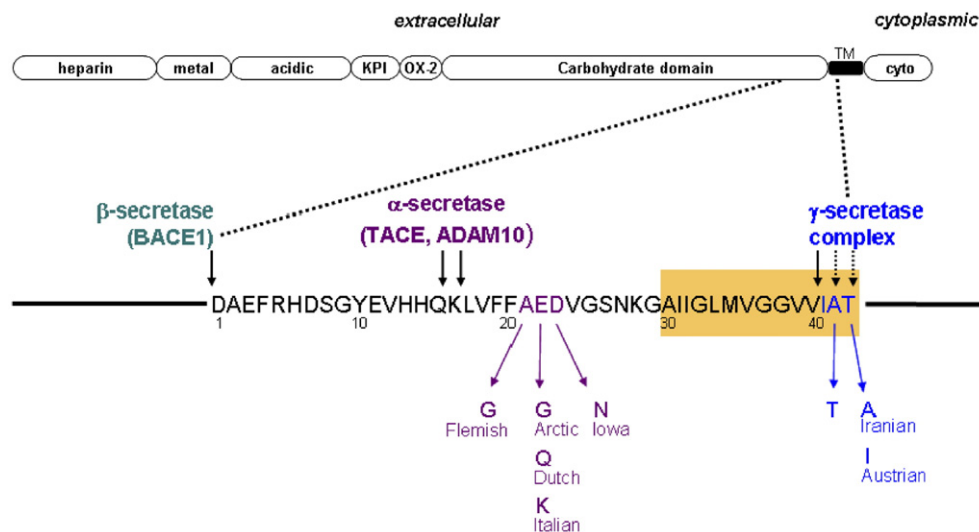 extracellular cytoplasmic
TM
heparin metal acidic KPI OX-2 Carbohydrate domain cyto
β-secretase α-secretase γ-secretase
(BACE1) (TACE, ADAM10) complex
DAEFRHDSGYEVHHQKLVFFAEDVGSNKGAIIGLMVGGVVIAT
1 10 20 30 40
G G N T A
Flemish Arctic Iowa Iranian
Q I
Dutch Austrian
K
Italian